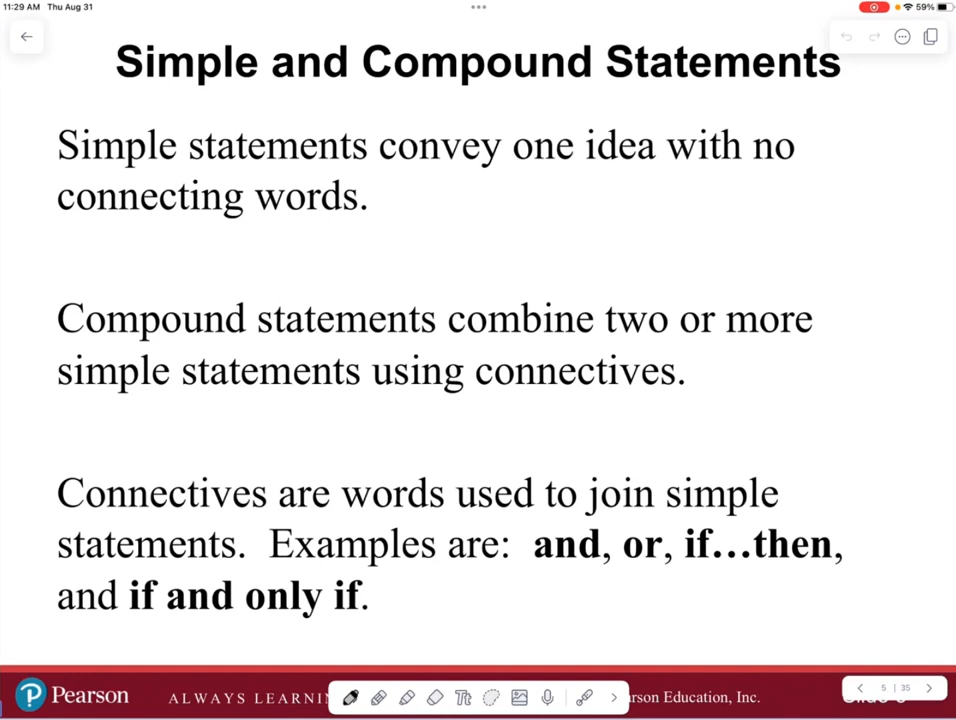 11:29 AM Thu Aug 31
59%
Simple and Compound Statements
Simple statements convey one idea with no
connecting words.
Compound statements combine two or more
simple statements using connectives.
Connectives are words used to join simple
statements. Examples are: and, or, if…then,
and if and only if.
5 | 35
Pearson
ALWAYS Education, Inc.
Tt